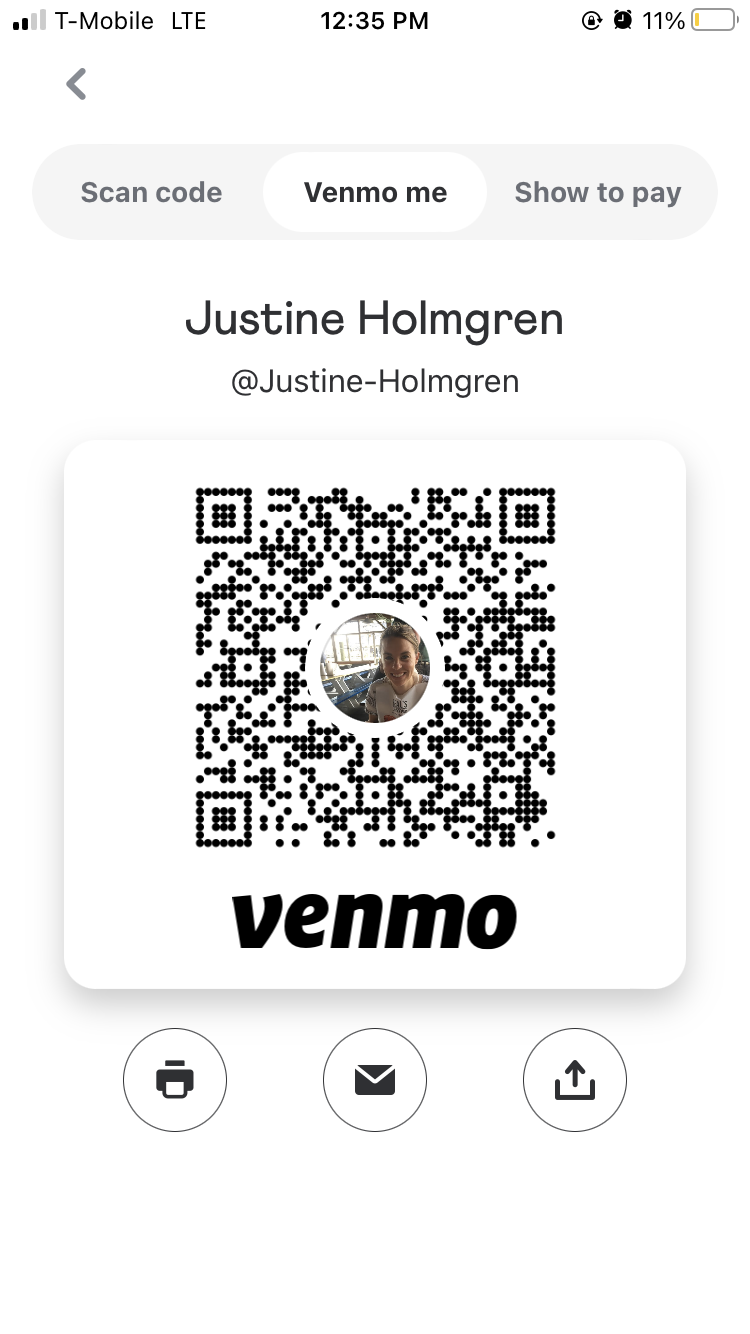 T-Mobile LTE 12:35 PM 11%
Scan code Venmo me Show to pay
Justine Holmgren
@Justine-Holmgren
venmo